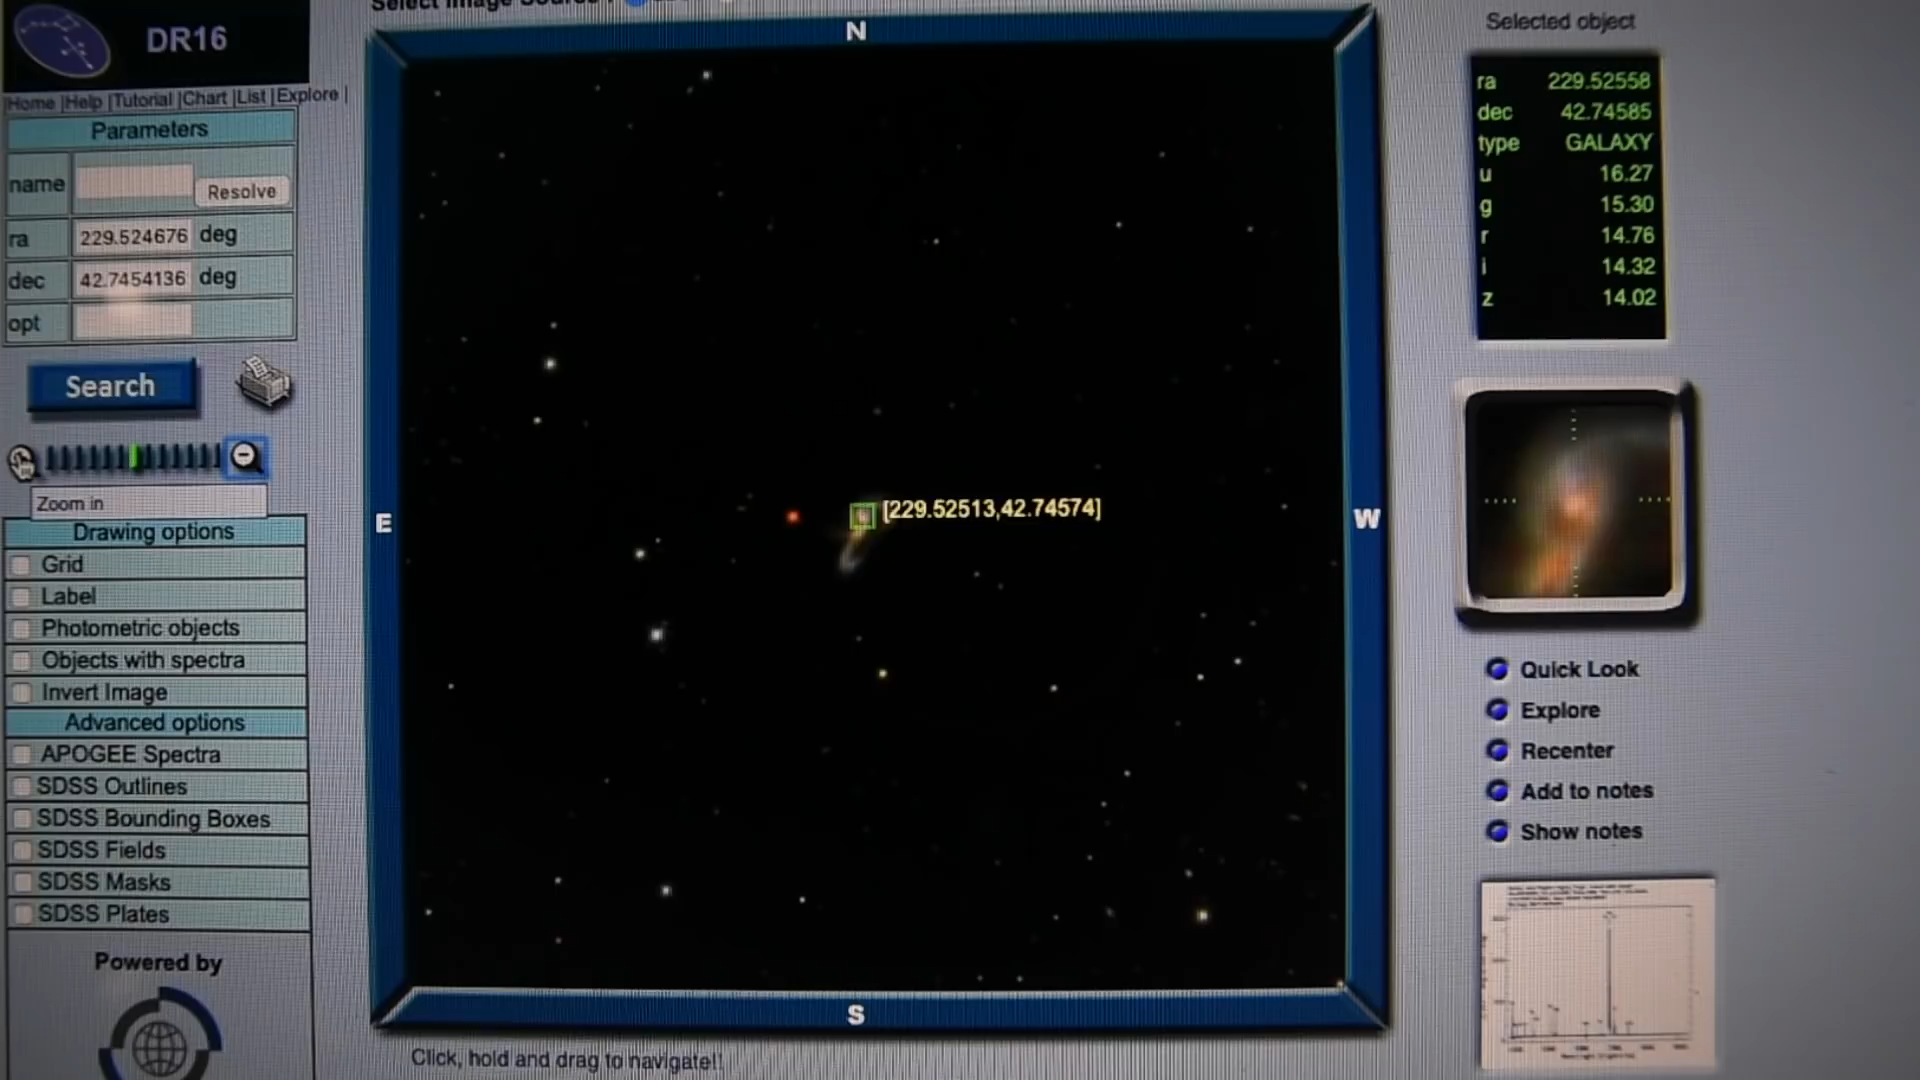 Select Image Source :
DR16
|Home |Help |Tutorial |Chart |List |Explore |
Parameters
name
Resolve
ra 229.524676 deg
dec 42.7454136 deg
opt
Search
Zoom in
Drawing options
Grid
Label
Photometric objects
Objects with spectra
Invert Image
Advanced options
APOGEE Spectra
SDSS Outlines
SDSS Bounding Boxes
SDSS Fields
SDSS Masks
SDSS Plates
Powered by
N
E
[229.52513,42.74574]
W
S
Click, hold and drag to navigate!!
Selected object
ra 229.52558
dec 42.74585
type GALAXY
u 16.27
g 15.30
r 14.76
i 14.32
z 14.02
Quick Look
Explore
Recenter
Add to notes
Show notes